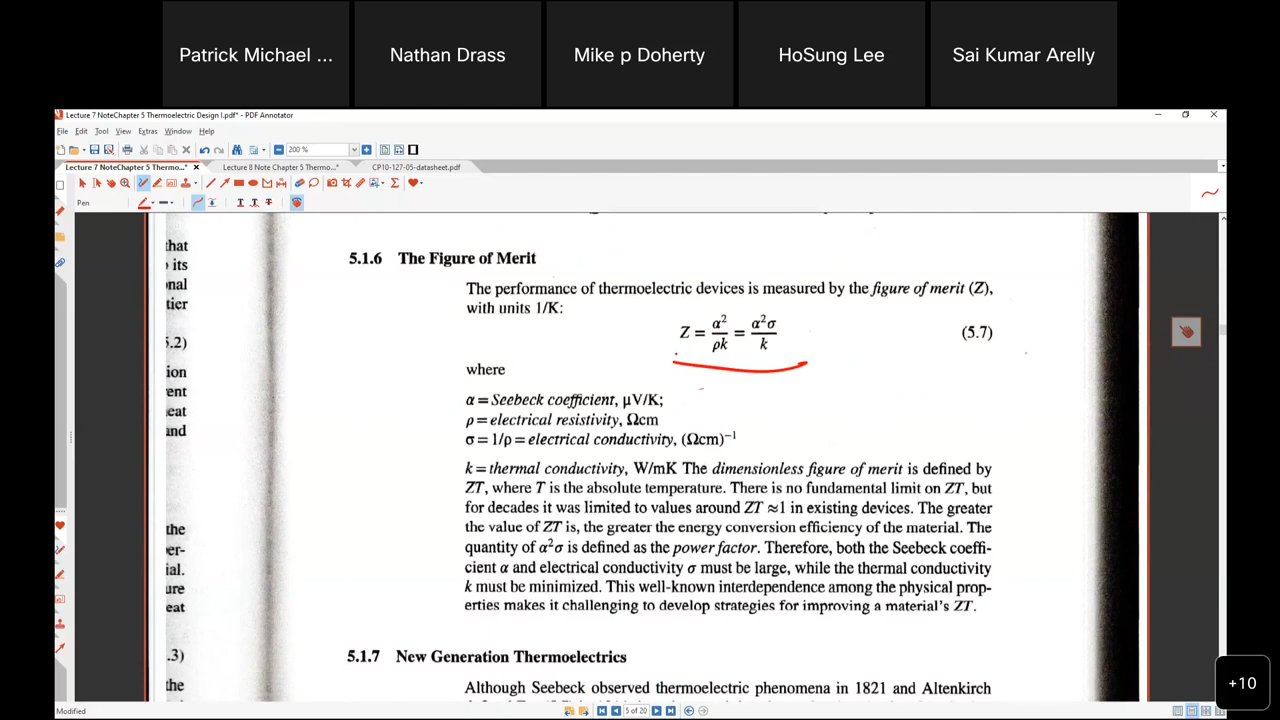 Patrick Michael ...
Nathan Drass
Mike p Doherty
HoSung Lee
Sai Kumar Arelly
Lecture 7 NoteChapter 5 Thermoelectric Design I.pdf* - PDF Annotator
File Edit Tool View Extras Window Help
200 %
Lecture 7 NoteChapter 5 Thermo...* ×
Lecture 8 Note Chapter 5 Thermo...*
CP10-127-05-datasheet.pdf
Pen
that
its
onal
tier
5.2)
ion
ent
eat
and
the
per-
ial.
ure
eat
.3)
the
5.1.6 The Figure of Merit
The performance of thermoelectric devices is measured by the figure of merit (Z),
with units 1/K:
Z = α²/ρk = α²σ/k (5.7)
where
α = Seebeck coefficient, μV/K;
ρ = electrical resistivity, Ωcm
σ = 1/ρ = electrical conductivity, (Ωcm)⁻¹
k = thermal conductivity, W/mK The dimensionless figure of merit is defined by
ZT, where T is the absolute temperature. There is no fundamental limit on ZT, but
for decades it was limited to values around ZT ≈1 in existing devices. The greater
the value of ZT is, the greater the energy conversion efficiency of the material. The
quantity of α²σ is defined as the power factor. Therefore, both the Seebeck coeffi-
cient α and electrical conductivity σ must be large, while the thermal conductivity
k must be minimized. This well-known interdependence among the physical prop-
erties makes it challenging to develop strategies for improving a material's ZT.
5.1.7 New Generation Thermoelectrics
Although Seebeck observed thermoelectric phenomena in 1821 and Altenkirch
Modified
5 of 20
+10